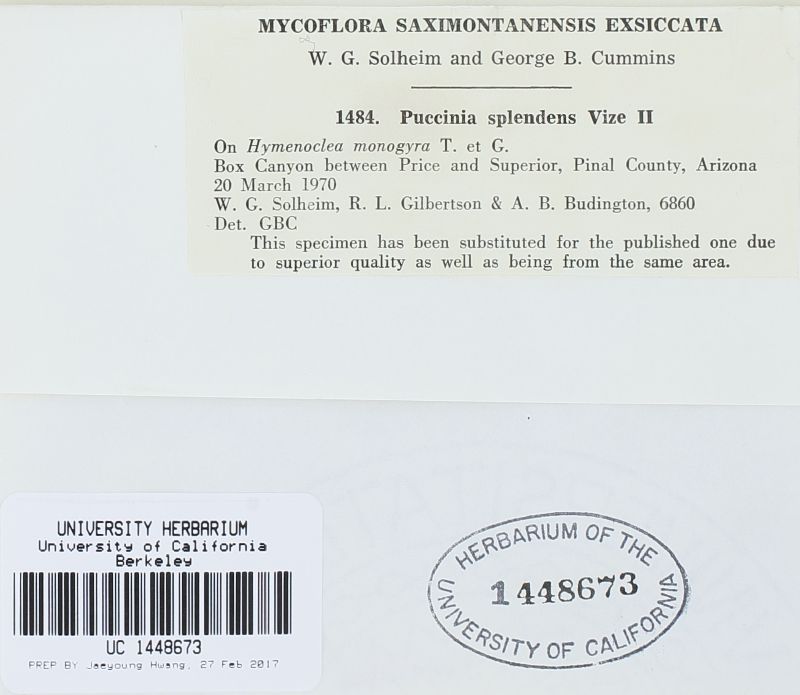 MYCOFLORA SAXIMONTANENSIS EXSICCATA
W. G. Solheim and George B. Cummins
1484. Puccinia splendens Vize II
On Hymenoclea monogyra T. et G.
Box Canyon between Price and Superior, Pinal County, Arizona
20 March 1970
W. G. Solheim, R. L. Gilbertson & A. B. Budington, 6860
Det. GBC
This specimen has been substituted for the published one due
to superior quality as well as being from the same area.
UNIVERSITY HERBARIUM
University of California
Berkeley
UC 1448673
PREP BY Jaeyoung Hwang, 27 Feb 2017
HERBARIUM OF THE
1448673
UNIVERSITY OF CALIFORNIA